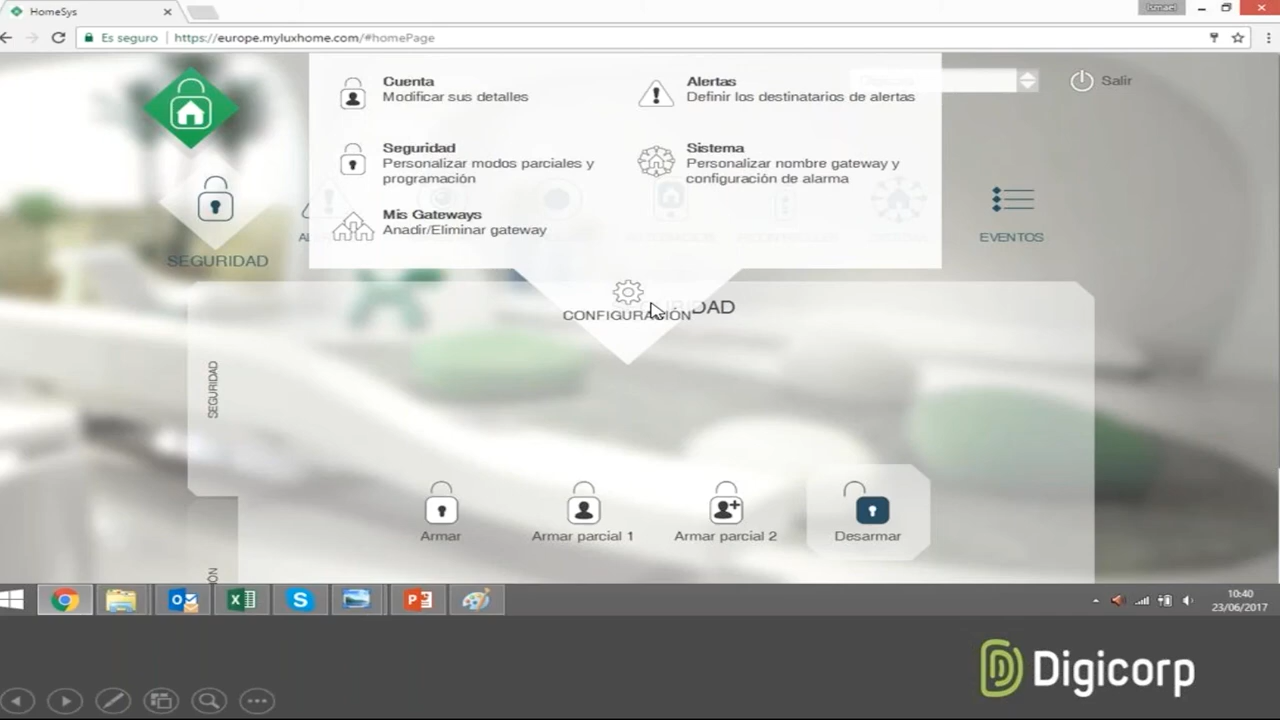 HomeSys
Ismael
Es seguro
https://europe.myluxhome.com/#homePage
Cuenta
Modificar sus detalles
Alertas
Definir los destinatarios de alertas
Salir
Seguridad
Personalizar modos parciales y
programación
Sistema
Personalizar nombre gateway y
configuración de alarma
Mis Gateways
Anadir/Eliminar gateway
EVENTOS
SEGURIDAD
CONFIGURACIÓN
SEGURIDAD
Armar
Armar parcial 1
Armar parcial 2
Desarmar
10:40
23/06/2017
Digicorp